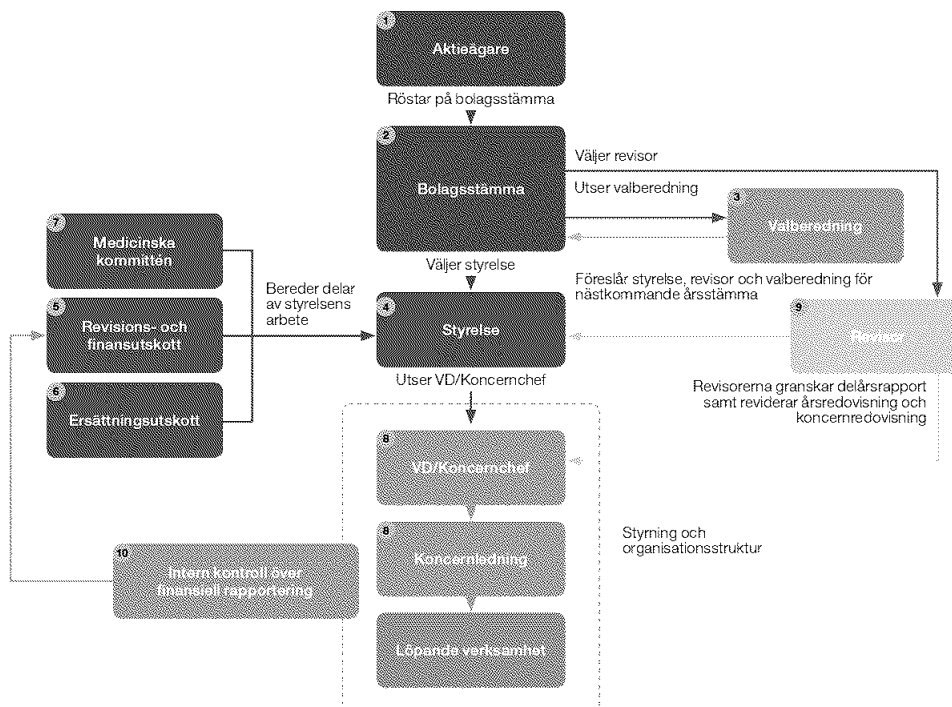 1
Aktieägare
Röstar på bolagsstämma
2
Bolagsstämma
Väljer revisor
Utser valberedning
3
Valberedning
Föreslår styrelse, revisor och valberedning för
nästkommande årsstämma
Väljer styrelse
7
Medicinska
kommittén
5
Revisions- och
finansutskott
6
Ersättningsutskott
Bereder delar
av styrelsens
arbete
4
Styrelse
9
Revisor
Revisorerna granskar delårsrapport
samt reviderar årsredovisning och
koncernredovisning
Utser VD/Koncernchef
8
VD/Koncernchef
8
Koncernledning
Löpande verksamhet
Styrning och
organisationsstruktur
10
Intern kontroll över
finansiell rapportering